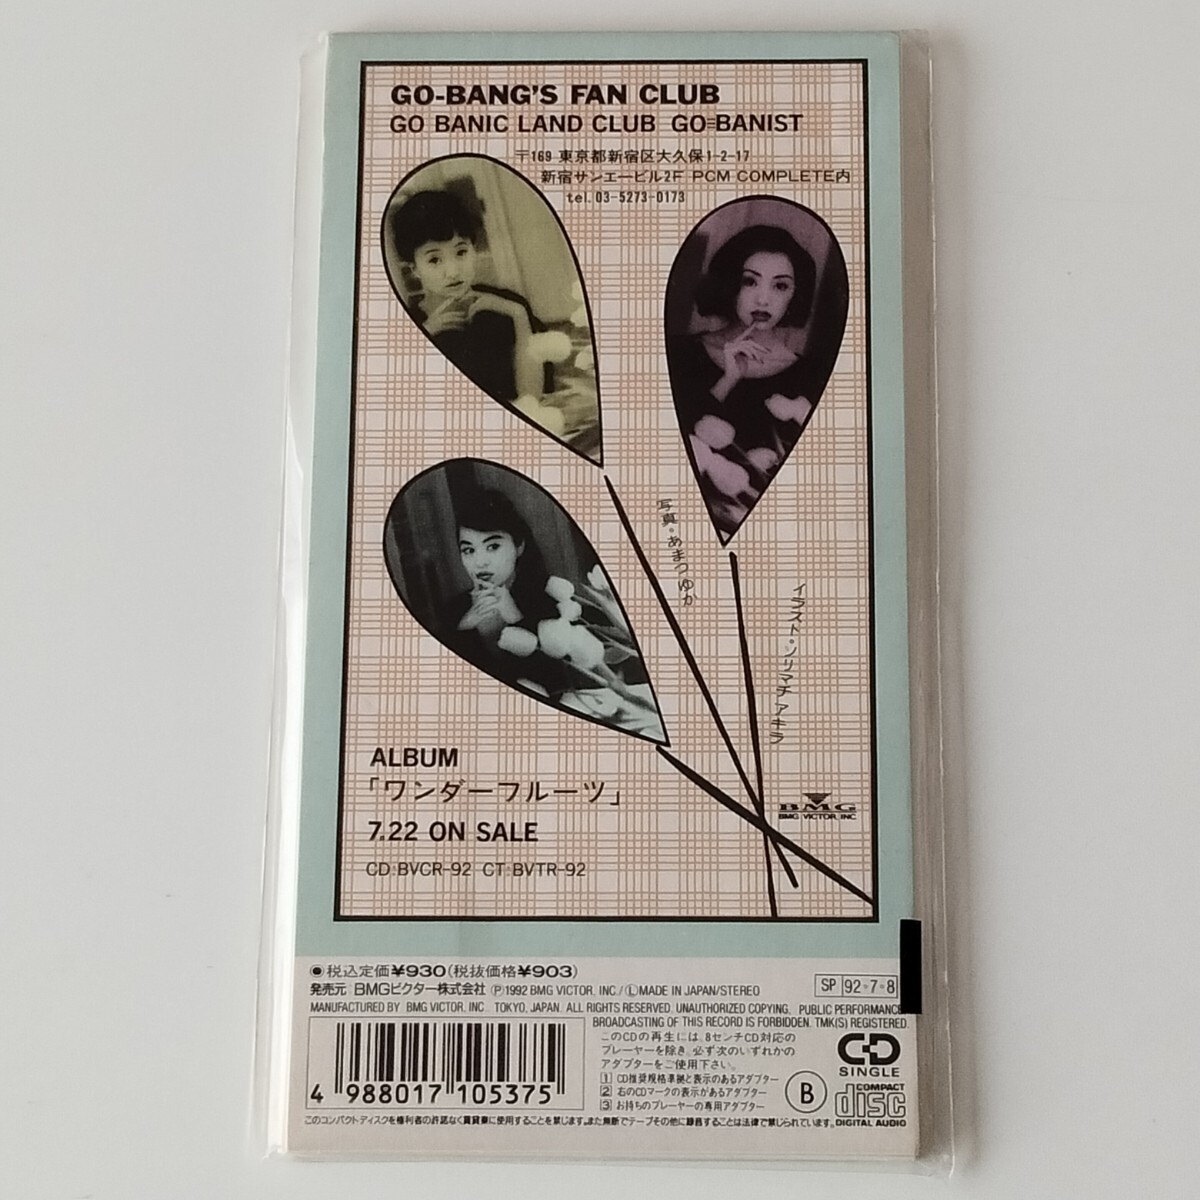 GO-BANG'S FAN CLUB
GO BANIC LAND CLUB GO=BANIST
〒169 東京都新宿区大久保1-2-17
新宿サンエービル2F PCM COMPLETE内
tel. 03-5273-0173
写真・あまつゆか
イラスト・ソリマチアキラ
ALBUM
「ワンダーフルーツ」
7.22 ON SALE
CD:BVCR-92 CT:BVTR-92
BMG
BMG VICTOR, INC.
●税込定価¥930(税抜価格¥903)
発売元:BMGビクター株式会社 Ⓟ1992 BMG VICTOR, INC./Ⓛ MADE IN JAPAN/STEREO
SP 92・7・8
MANUFACTURED BY BMG VICTOR, INC. TOKYO, JAPAN. ALL RIGHTS RESERVED. UNAUTHORIZED COPYING. PUBLIC PERFORMANCE
BROADCASTING OF THIS RECORD IS FORBIDDEN. TMK(S) REGISTERED.
このCDの再生には、8センチCD対応の
プレーヤーを除き、必ず次のいずれかの
アダプターをご使用下さい。
1 CD推奨規格準拠と表示のあるアダプター
2 右のCDマークの表示があるアダプター
3 お持ちのプレーヤーの専用アダプター
B
CD
SINGLE
COMPACT
disc
DIGITAL AUDIO
4 988017 105375
このコンパクトディスクを権利者の許諾なく賃貸業に使用することを禁じます。また無断でテープその他に録音することは法律で禁じられています。